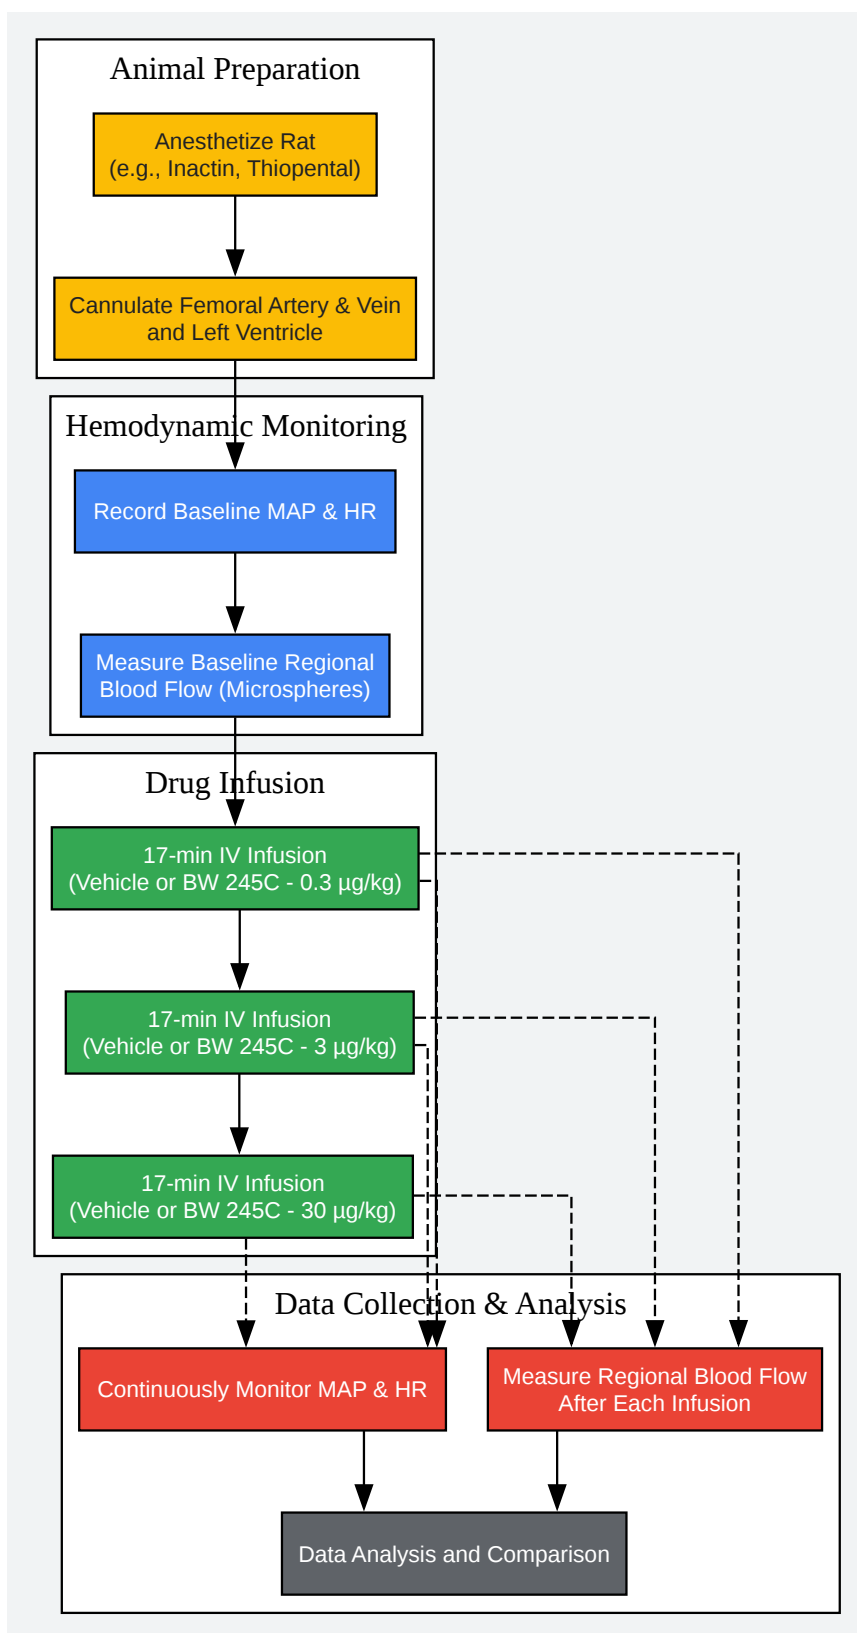 Animal Preparation
Anesthetize Rat
(e.g., Inactin, Thiopental)
Cannulate Femoral Artery & Vein
and Left Ventricle
Hemodynamic Monitoring
Record Baseline MAP & HR
Measure Baseline Regional
Blood Flow (Microspheres)
Drug Infusion
17-min IV Infusion
(Vehicle or BW 245C - 0.3 µg/kg)
17-min IV Infusion
(Vehicle or BW 245C - 3 µg/kg)
17-min IV Infusion
(Vehicle or BW 245C - 30 µg/kg)
Data Collection & Analysis
Continuously Monitor MAP & HR
Measure Regional Blood Flow
After Each Infusion
Data Analysis and Comparison